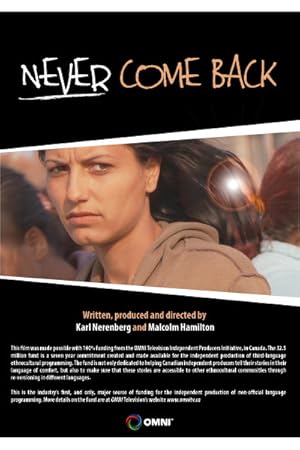 NEVER COME BACK
Written, produced and directed by
Karl Nerenberg and Malcolm Hamilton
This film was made possible with 100% funding from the OMNI Television Independent Producers Initiative, in Canada. The 32.5
million fund is a seven year commitment created and made available for the independent production of third-language
ethnocultural programming. The fund is not only dedicated to helping Canadian independent producers tell their stories in their
language of comfort, but also to make sure that these stories are accessible to other ethnocultural communities through
re-versioning in different languages.
This is the industry's first, and only, major source of funding for the independent production of non-official language
programming. More details on the fund are at OMNI Television's website www.omnitv.ca
OMNI